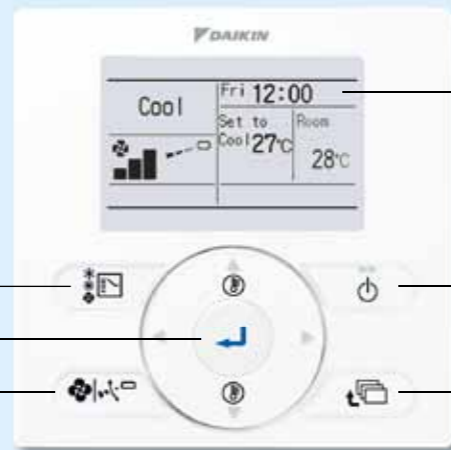 DAIKIN
Cool
Fri 12:00
Set to
Cool 27°C
Room
28°C